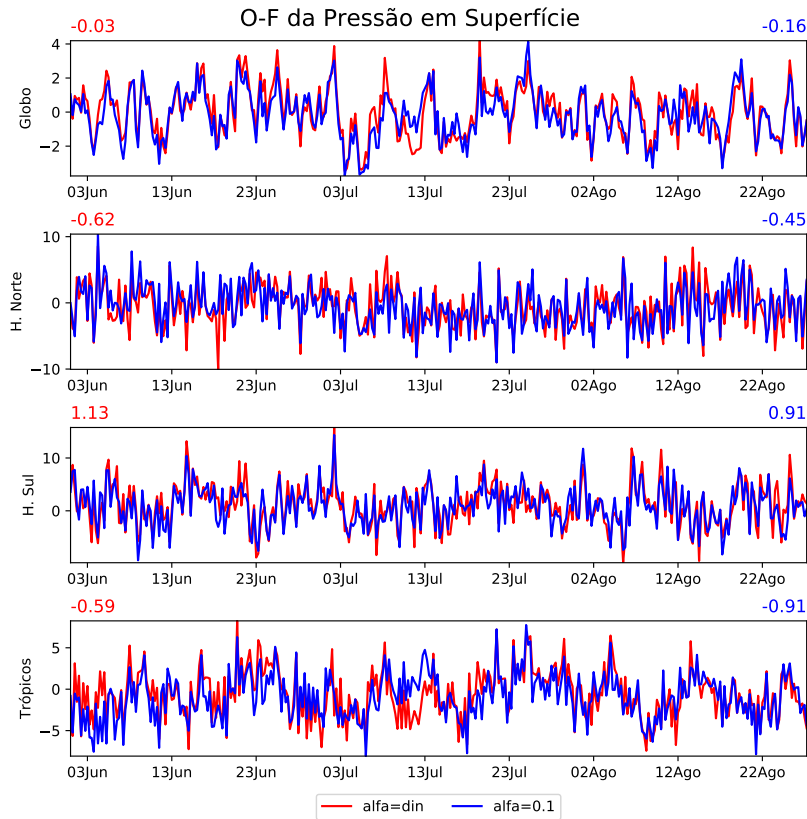 O-F da Pressão em Superfície
-0.03 -0.16
4
2
0
−2
Globo
03Jun 13Jun 23Jun 03Jul 13Jul 23Jul 02Ago 12Ago 22Ago
-0.62 -0.45
10
0
−10
H. Norte
03Jun 13Jun 23Jun 03Jul 13Jul 23Jul 02Ago 12Ago 22Ago
1.13 0.91
10
0
H. Sul
03Jun 13Jun 23Jun 03Jul 13Jul 23Jul 02Ago 12Ago 22Ago
-0.59 -0.91
5
0
−5
Trópicos
03Jun 13Jun 23Jun 03Jul 13Jul 23Jul 02Ago 12Ago 22Ago
alfa=din alfa=0.1